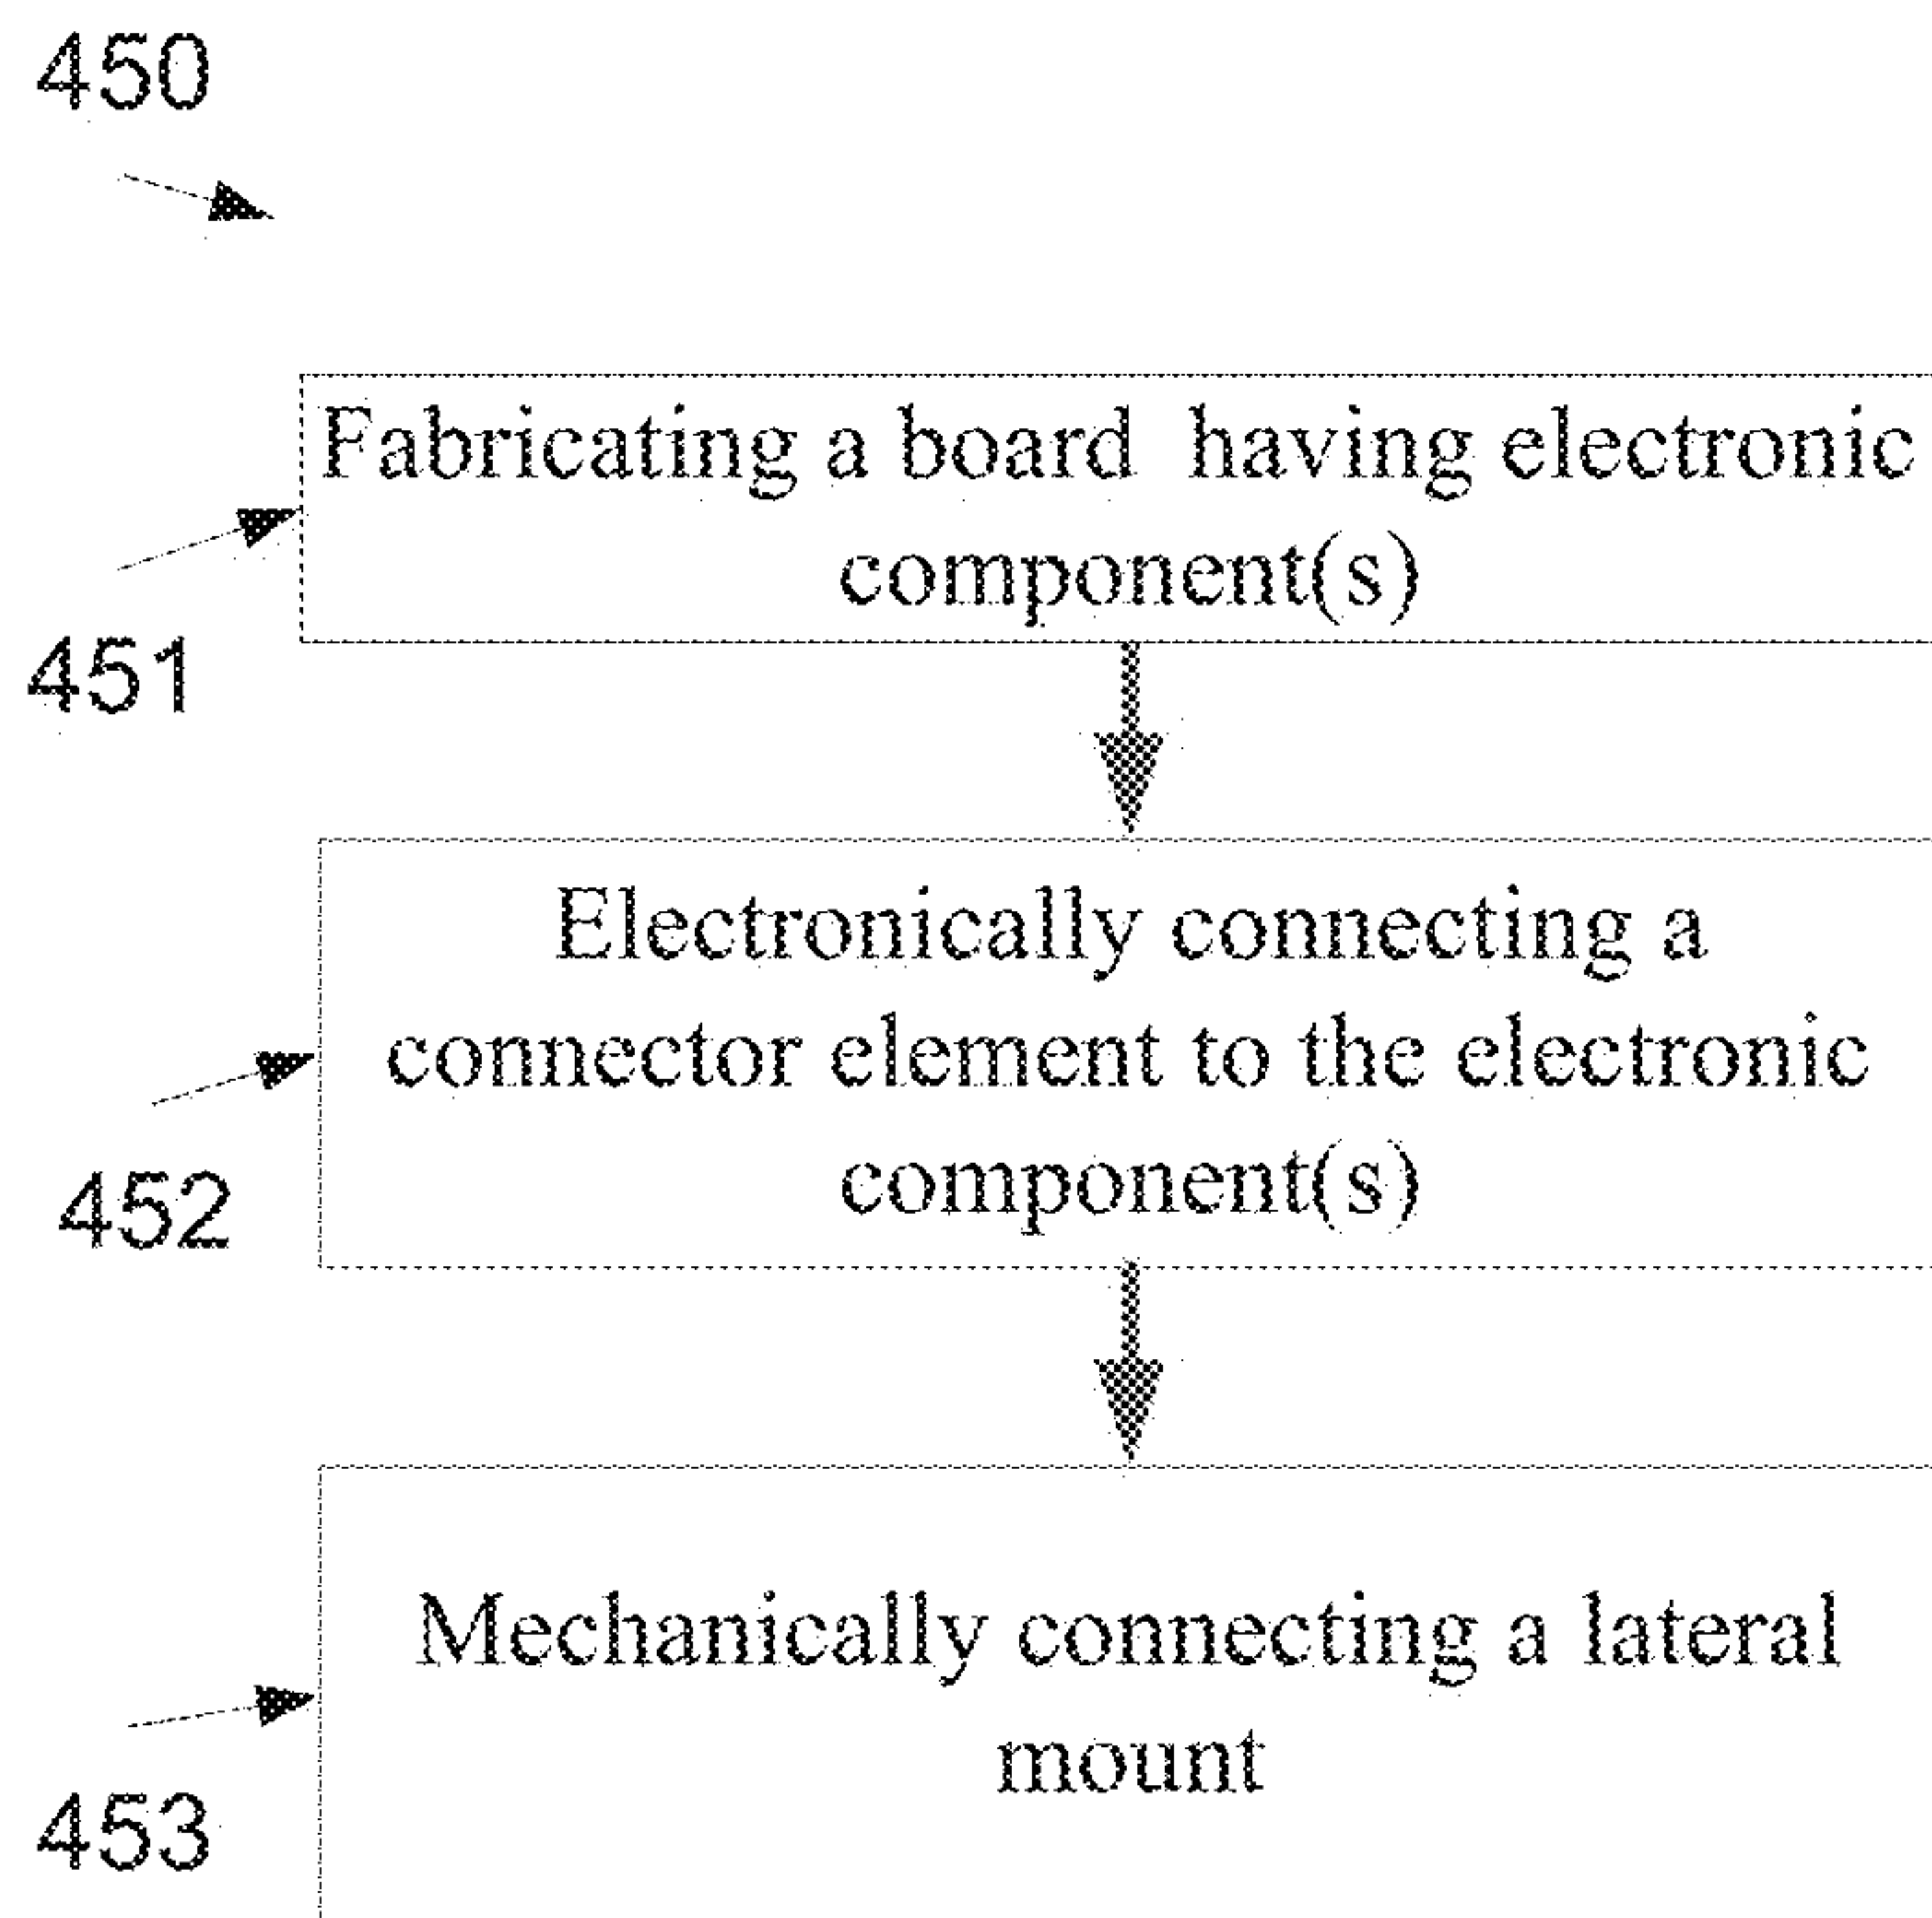 450
Fabricating a board having electronic
component(s)
451
Electronically connecting a
connector element to the electronic
component(s)
452
Mechanically connecting a lateral
mount
453